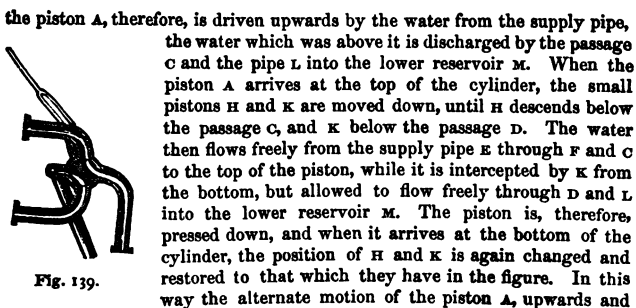 the piston A, therefore, is driven upwards by the water from the supply pipe,
the water which was above it is discharged by the passage
C and the pipe L into the lower reservoir M. When the
piston A arrives at the top of the cylinder, the small
pistons H and K are moved down, until H descends below
the passage C, and K below the passage D. The water
then flows freely from the supply pipe E through F and C
to the top of the piston, while it is intercepted by K from
the bottom, but allowed to flow freely through D and L
into the lower reservoir M. The piston is, therefore,
pressed down, and when it arrives at the bottom of the
cylinder, the position of H and K is again changed and
restored to that which they have in the figure. In this
way the alternate motion of the piston A, upwards and
Fig. 139.